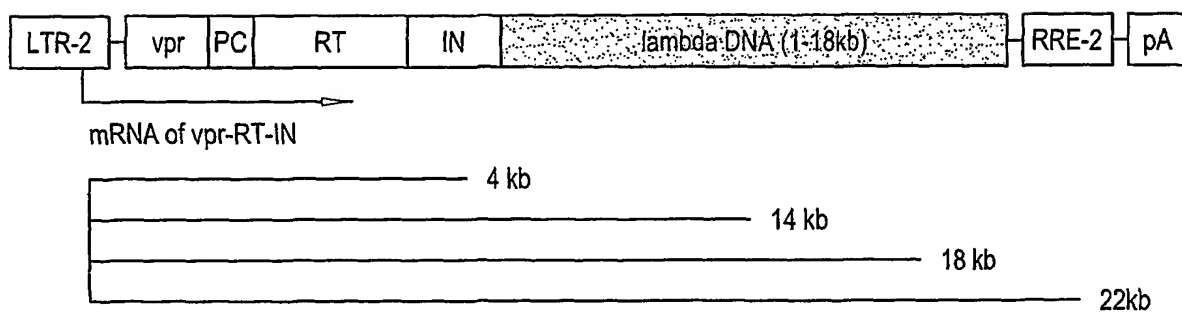 LTR-2 vpr PC RT IN lambda DNA (1-18kb) RRE-2 pA
mRNA of vpr-RT-IN
4 kb
14 kb
18 kb
22kb